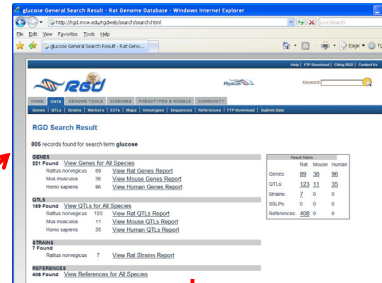 glucose General Search Result - Rat Genome Database - Windows Internet Explorer
http://rgd.mcw.edu/rgdweb/search/search.html
Live Search
File Edit View Favorites Tools Help
glucose General Search Result - Rat Geno...
Page
Help | FTP Download | Citing RGD | Contact Us
RGD
Keyword
HOME DATA GENOME TOOLS DISEASES PHENOTYPES & MODELS COMMUNITY
Genes | QTLs | Strains | Markers | ESTs | Maps | Ontologies | Sequences | References | FTP Download | Submit Data
RGD Search Result
805 records found for search term glucose
GENES
221 Found View Genes for All Species
Rattus norvegicus 89 View Rat Genes Report
Mus musculus 36 View Mouse Genes Report
Homo sapiens 96 View Human Genes Report
QTLS
169 Found View QTLs for All Species
Rattus norvegicus 123 View Rat QTLs Report
Mus musculus 11 View Mouse QTLs Report
Homo sapiens 35 View Human QTLs Report
STRAINS
7 Found
Rattus norvegicus 7 View Rat Strains Report
REFERENCES
408 Found View References for All Species
Result Matrix
Rat Mouse Human
Genes: 89 36 96
QTLs: 123 11 35
Strains: 7 0 0
SSLPs: 0 0 0
References: 408 0 0